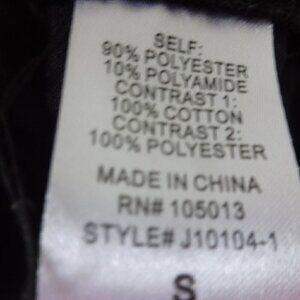 SELF:
90% POLYESTER
10% POLYAMIDE
CONTRAST 1:
100% COTTON
CONTRAST 2:
100% POLYESTER
MADE IN CHINA
RN# 105013
STYLE# J10104-1
S